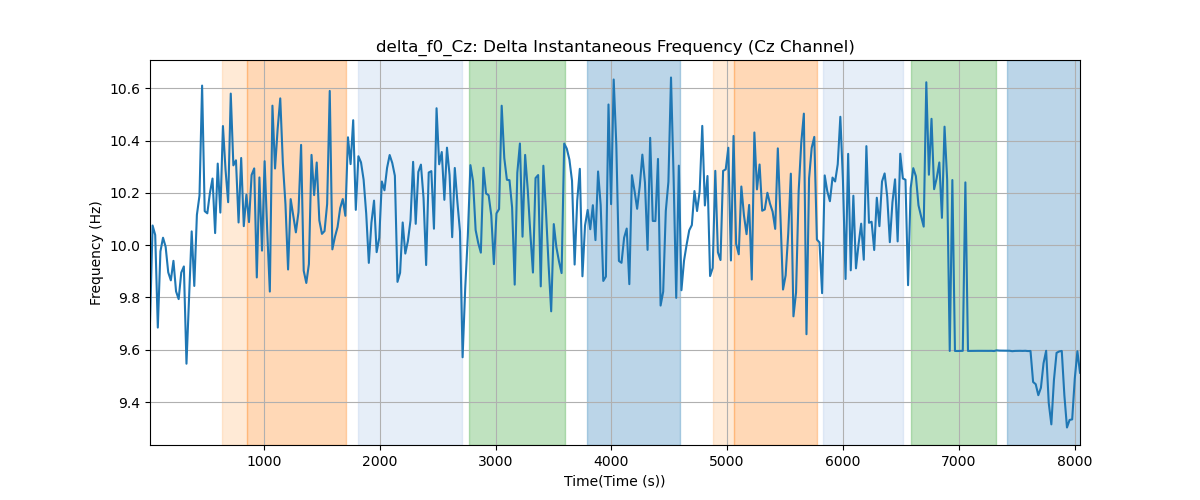 delta_f0_Cz: Delta Instantaneous Frequency (Cz Channel)
Frequency (Hz)
10.6
10.4
10.2
10.0
9.8
9.6
9.4
1000 2000 3000 4000 5000 6000 7000 8000
Time(Time (s))